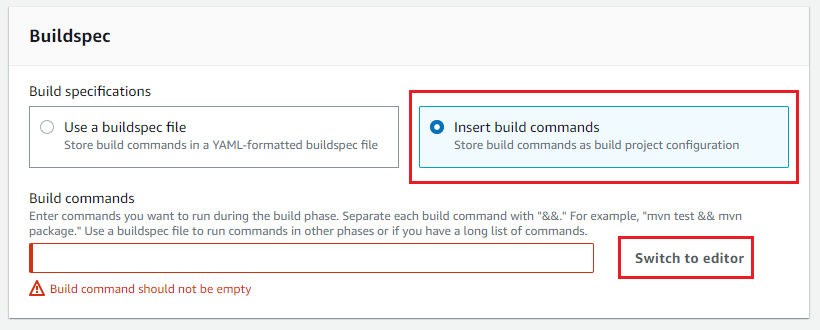 Buildspec
Build specifications
Use a buildspec file
Store build commands in a YAML-formatted buildspec file
Insert build commands
Store build commands as build project configuration
Build commands
Enter commands you want to run during the build phase. Separate each build command with "&&." For example, "mvn test && mvn
package." Use a buildspec file to run commands in other phases or if you have a long list of commands.
Switch to editor
Build command should not be empty